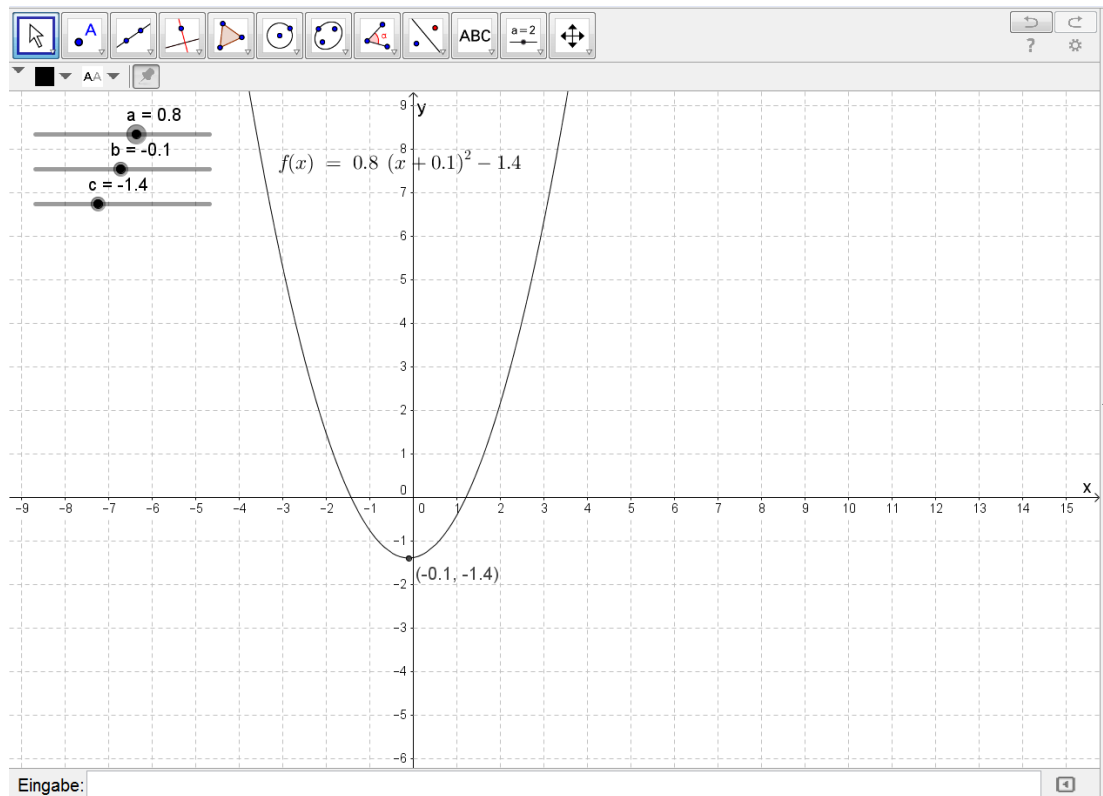 A
α
ABC
a=2
?
AA
a = 0.8
b = -0.1
c = -1.4
f(x) = 0.8 (x + 0.1)² − 1.4
y
9
8
7
6
5
4
3
2
1
0
-1
-2
-3
-4
-5
-6
-9 -8 -7 -6 -5 -4 -3 -2 -1 0 1 2 3 4 5 6 7 8 9 10 11 12 13 14 15
x
(-0.1, -1.4)
Eingabe: